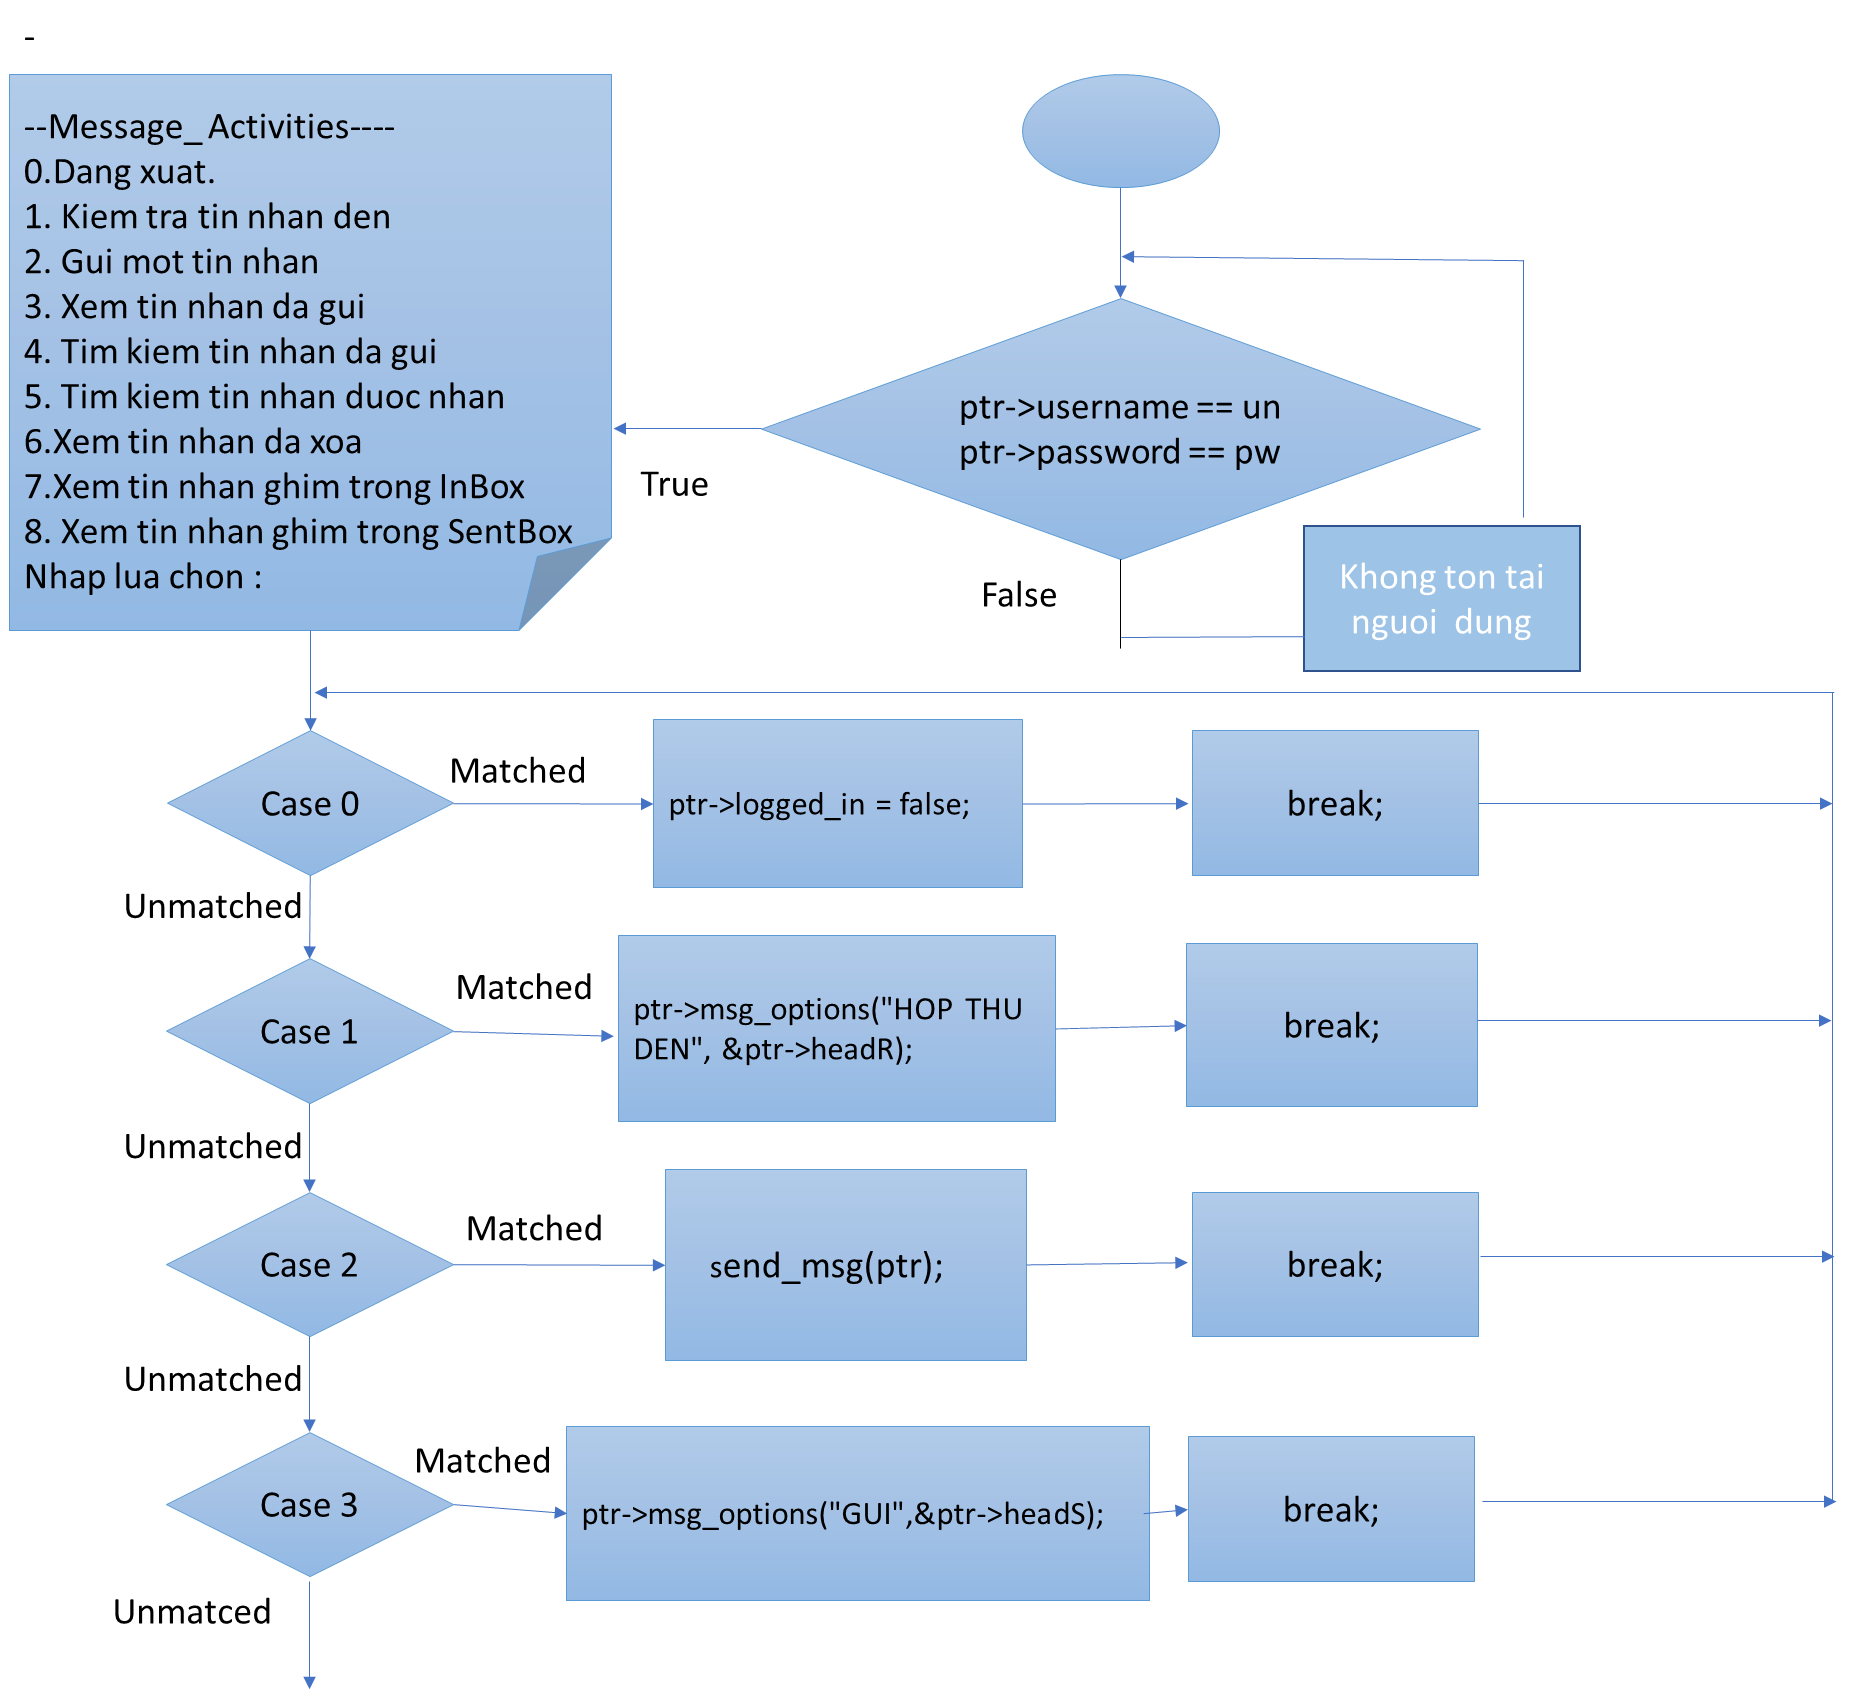 -
--Message_ Activities----
0.Dang xuat.
1. Kiem tra tin nhan den
2. Gui mot tin nhan
3. Xem tin nhan da gui
4. Tim kiem tin nhan da gui
5. Tim kiem tin nhan duoc nhan
6.Xem tin nhan da xoa
7.Xem tin nhan ghim trong InBox
8. Xem tin nhan ghim trong SentBox
Nhap lua chon :
ptr->username == un
ptr->password == pw
True
False
Khong ton tai
nguoi dung
Case 0
Matched
ptr->logged_in = false;
break;
Unmatched
Case 1
Matched
ptr->msg_options("HOP THU
DEN", &ptr->headR);
break;
Unmatched
Case 2
Matched
send_msg(ptr);
break;
Unmatched
Case 3
Matched
ptr->msg_options("GUI",&ptr->headS);
break;
Unmatced